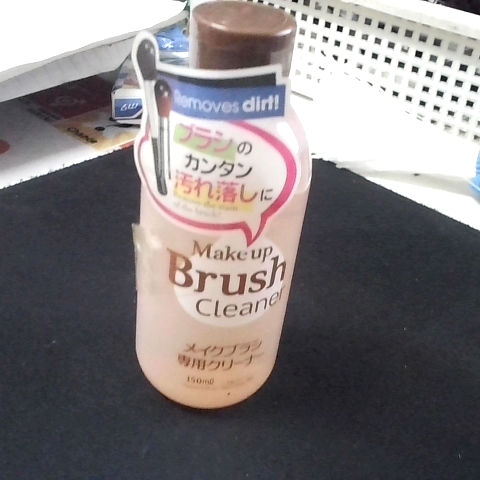 Removes dirt!
ブラシの
カンタン
汚れ落しに
Make up
Brush
Cleaner
メイクブラシ
専用クリーナー
150ml